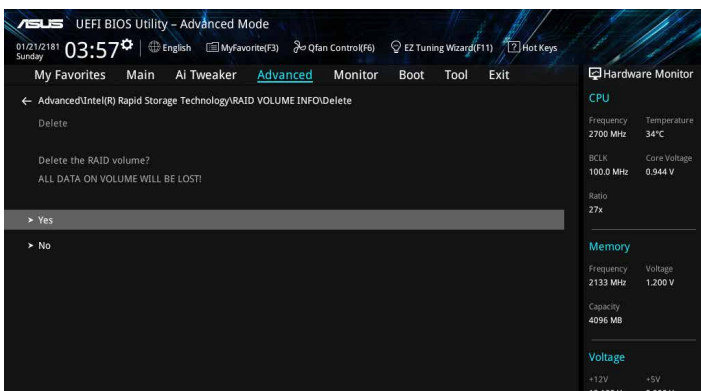 ASUS UEFI BIOS Utility – Advanced Mode
01/21/2181 Sunday 03:57 English MyFavorite(F3) Qfan Control(F6) EZ Tuning Wizard(F11) ? Hot Keys
My Favorites Main Ai Tweaker Advanced Monitor Boot Tool Exit
← Advanced\Intel(R) Rapid Storage Technology\RAID VOLUME INFO\Delete
Delete
Delete the RAID volume?
ALL DATA ON VOLUME WILL BE LOST!
> Yes
> No
Hardware Monitor
CPU
Frequency Temperature
2700 MHz 34°C
BCLK Core Voltage
100.0 MHz 0.944 V
Ratio
27x
Memory
Frequency Voltage
2133 MHz 1.200 V
Capacity
4096 MB
Voltage
+12V +5V